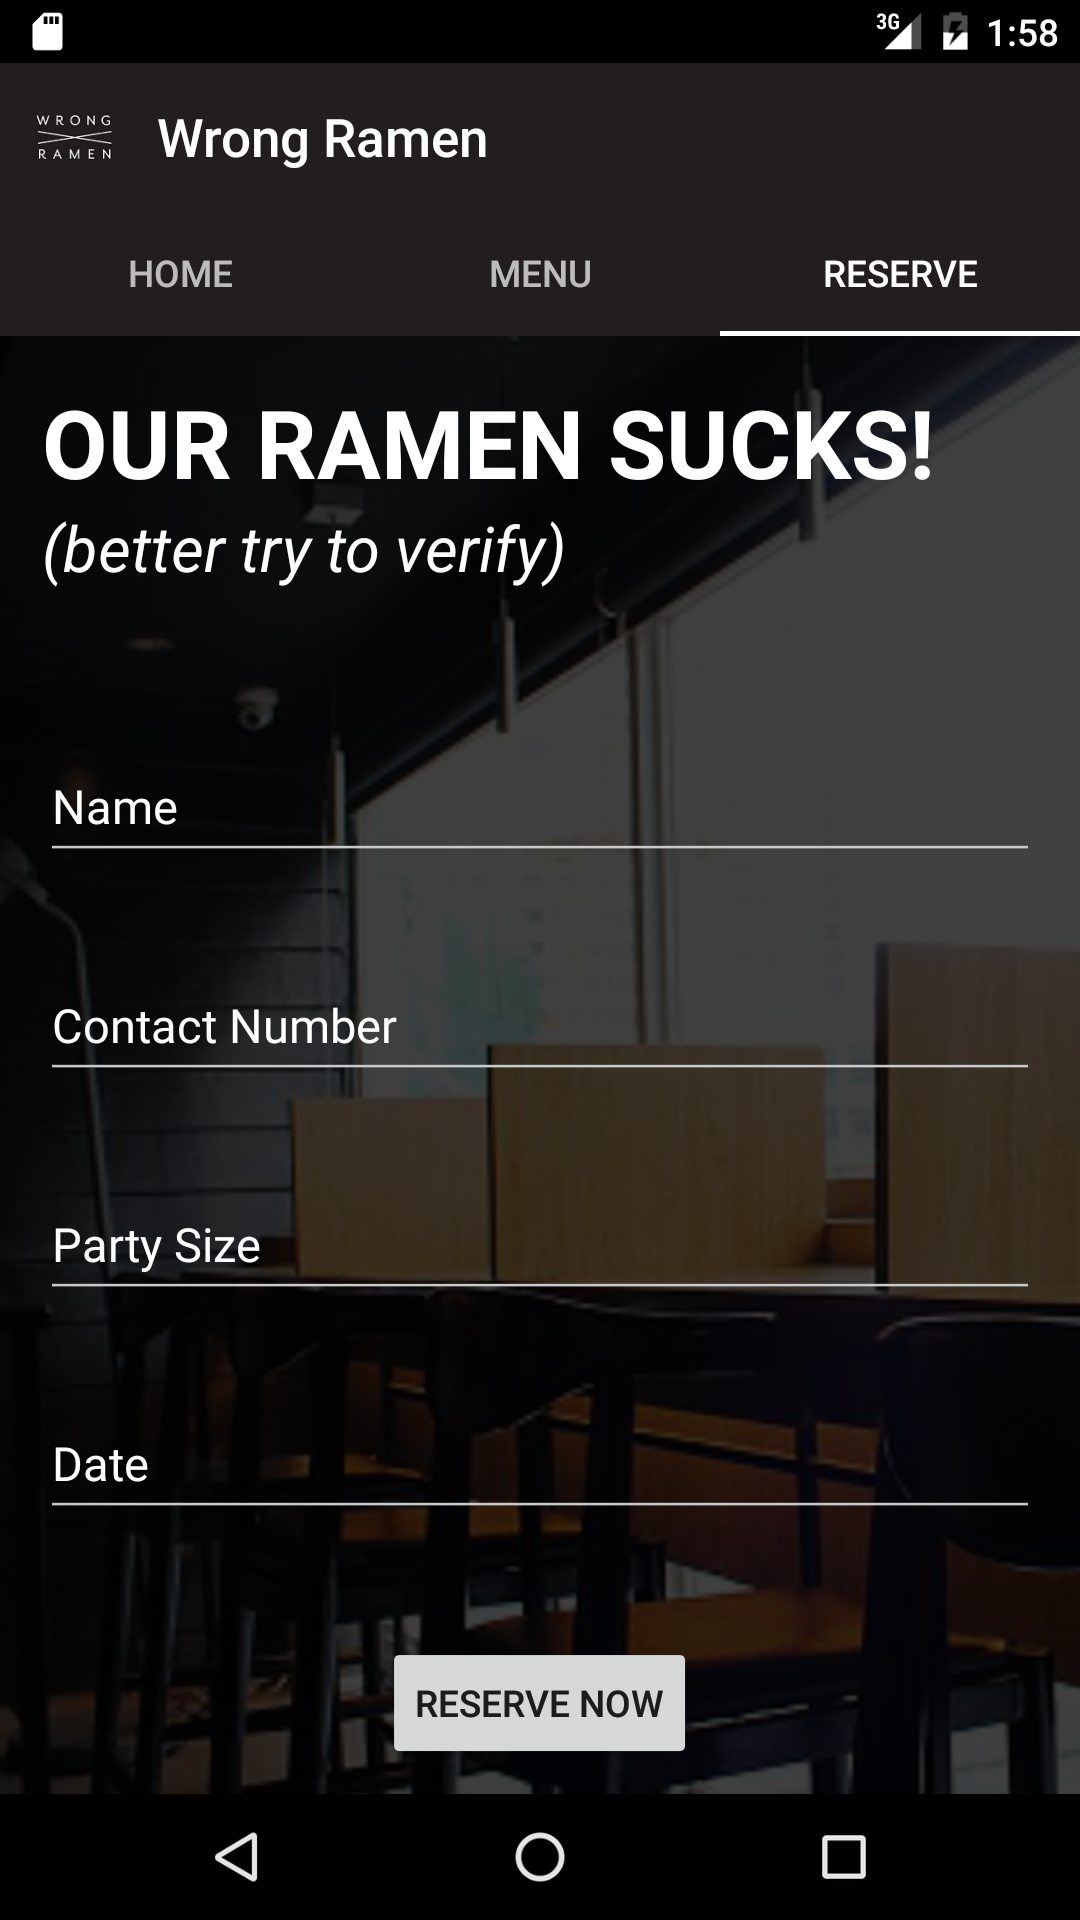 3G 1:58
WRONG
RAMEN
Wrong Ramen
HOME MENU RESERVE
OUR RAMEN SUCKS!
(better try to verify)
Name
Contact Number
Party Size
Date
RESERVE NOW